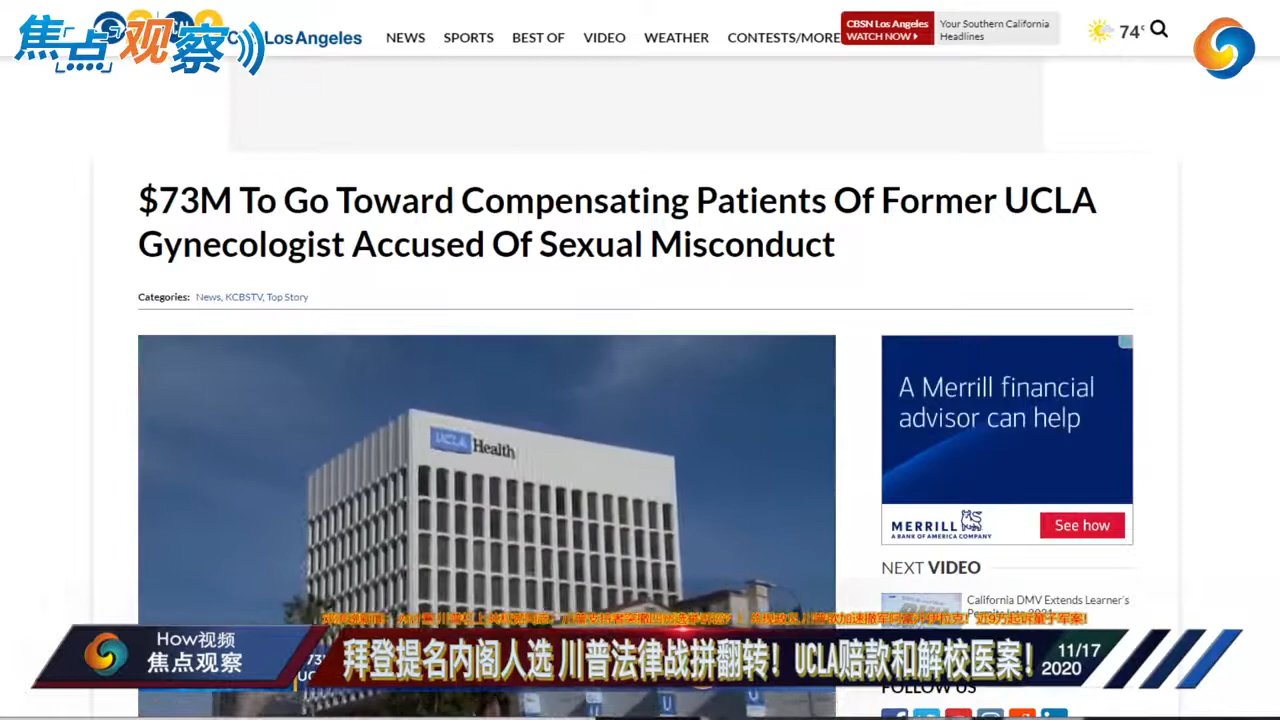 焦点观察
Los Angeles
NEWS SPORTS BEST OF VIDEO WEATHER CONTESTS/MORE
CBSN Los Angeles
WATCH NOW
Your Southern California
Headlines
74°
$73M To Go Toward Compensating Patients Of Former UCLA
Gynecologist Accused Of Sexual Misconduct
Categories: News, KCBSTV, Top Story
UCLA Health
A Merrill financial
advisor can help
MERRILL
A BANK OF AMERICA COMPANY
See how
NEXT VIDEO
California DMV Extends Learner's
How视频
焦点观察
拜登提名内阁人选 川普法律战拼翻转！UCLA赔款和解校医案！
11/17
2020
FOLLOW US